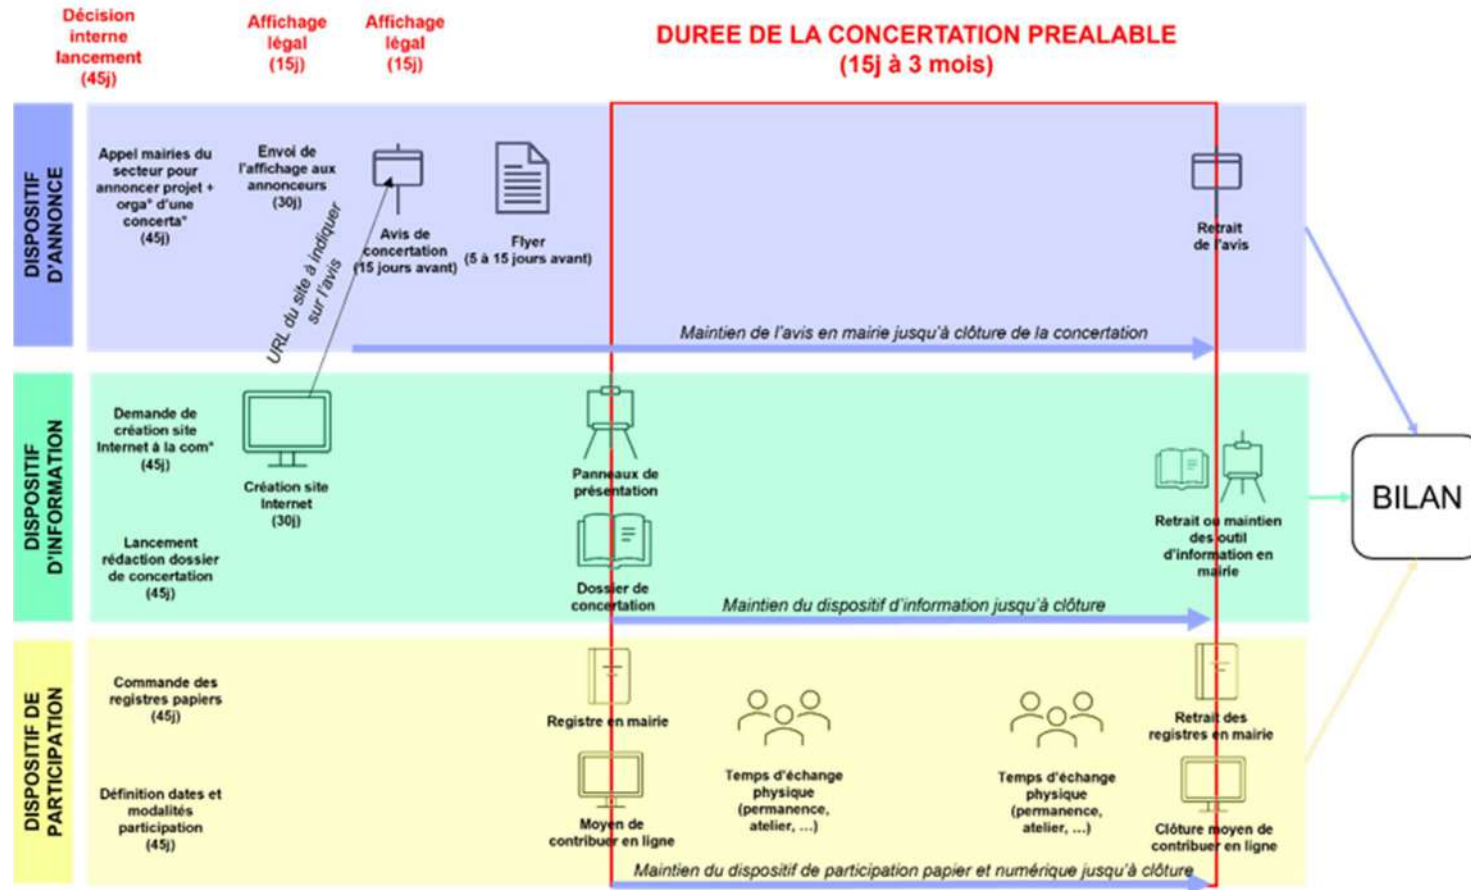 Décision
interne
lancement
(45j)
Affichage
légal
(15j)
Affichage
légal
(15j)
DUREE DE LA CONCERTATION PREALABLE
(15j à 3 mois)
DISPOSITIF
D'ANNONCE
Appel mairies du
secteur pour
annoncer projet +
orga° d'une
concerta°
(45j)
Envoi de
l'affichage aux
annonceurs
(30j)
URL du site à indiquer
sur l'avis
Avis de
concertation
(15 jours avant)
Flyer
(5 à 15 jours avant)
Retrait
de l'avis
Maintien de l'avis en mairie jusqu'à clôture de la concertation
DISPOSITIF
D'INFORMATION
Demande de
création site
Internet à la com°
(45j)
Création site
Internet
(30j)
Lancement
rédaction dossier
de concertation
(45j)
Panneaux de
présentation
Dossier de
concertation
Retrait ou maintien
des outil
d'information en
mairie
Maintien du dispositif d'information jusqu'à clôture
BILAN
DISPOSITIF DE
PARTICIPATION
Commande des
registres papiers
(45j)
Définition dates et
modalités
participation
(45j)
Registre en mairie
Moyen de
contribuer en ligne
Temps d'échange
physique
(permanence,
atelier, ...)
Temps d'échange
physique
(permanence,
atelier, ...)
Retrait des
registres en mairie
Clôture moyen de
contribuer en ligne
Maintien du dispositif de participation papier et numérique jusqu'à clôture